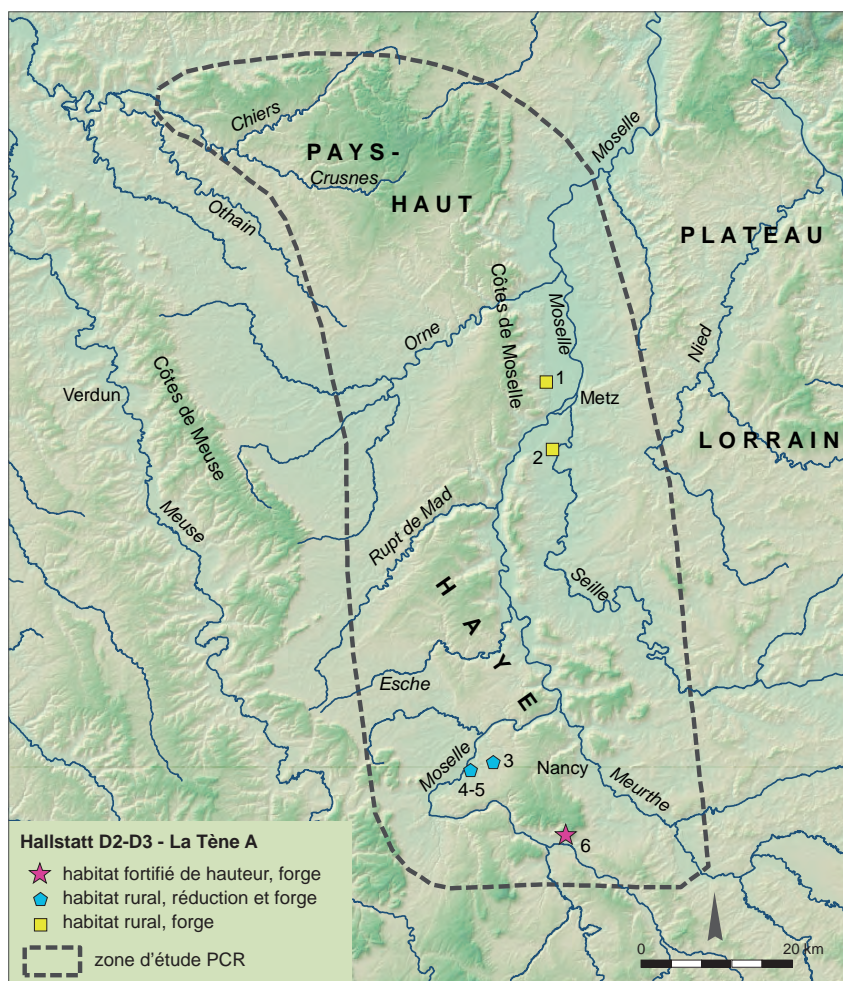 Chiers
PAYS-
Crusnes
HAUT
Othain
Moselle
PLATEAU
Côtes de Moselle
Moselle
Orne
Nied
1
Metz
Verdun
Côtes de Meuse
LORRAIN
2
Meuse
Rupt de Mad
Seille
HAYE
Esche
Moselle
3
Nancy
4-5
Meurthe
6
Hallstatt D2-D3 - La Tène A
habitat fortifié de hauteur, forge
habitat rural, réduction et forge
habitat rural, forge
zone d'étude PCR
0 20 km